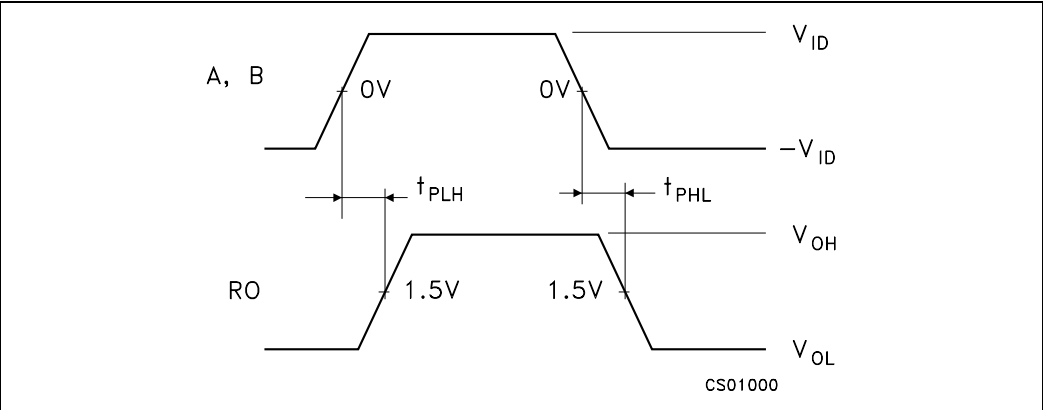 V_ID
A, B
0V 0V
-V_ID
t_PLH t_PHL
V_OH
RO 1.5V 1.5V
V_OL
CS01000